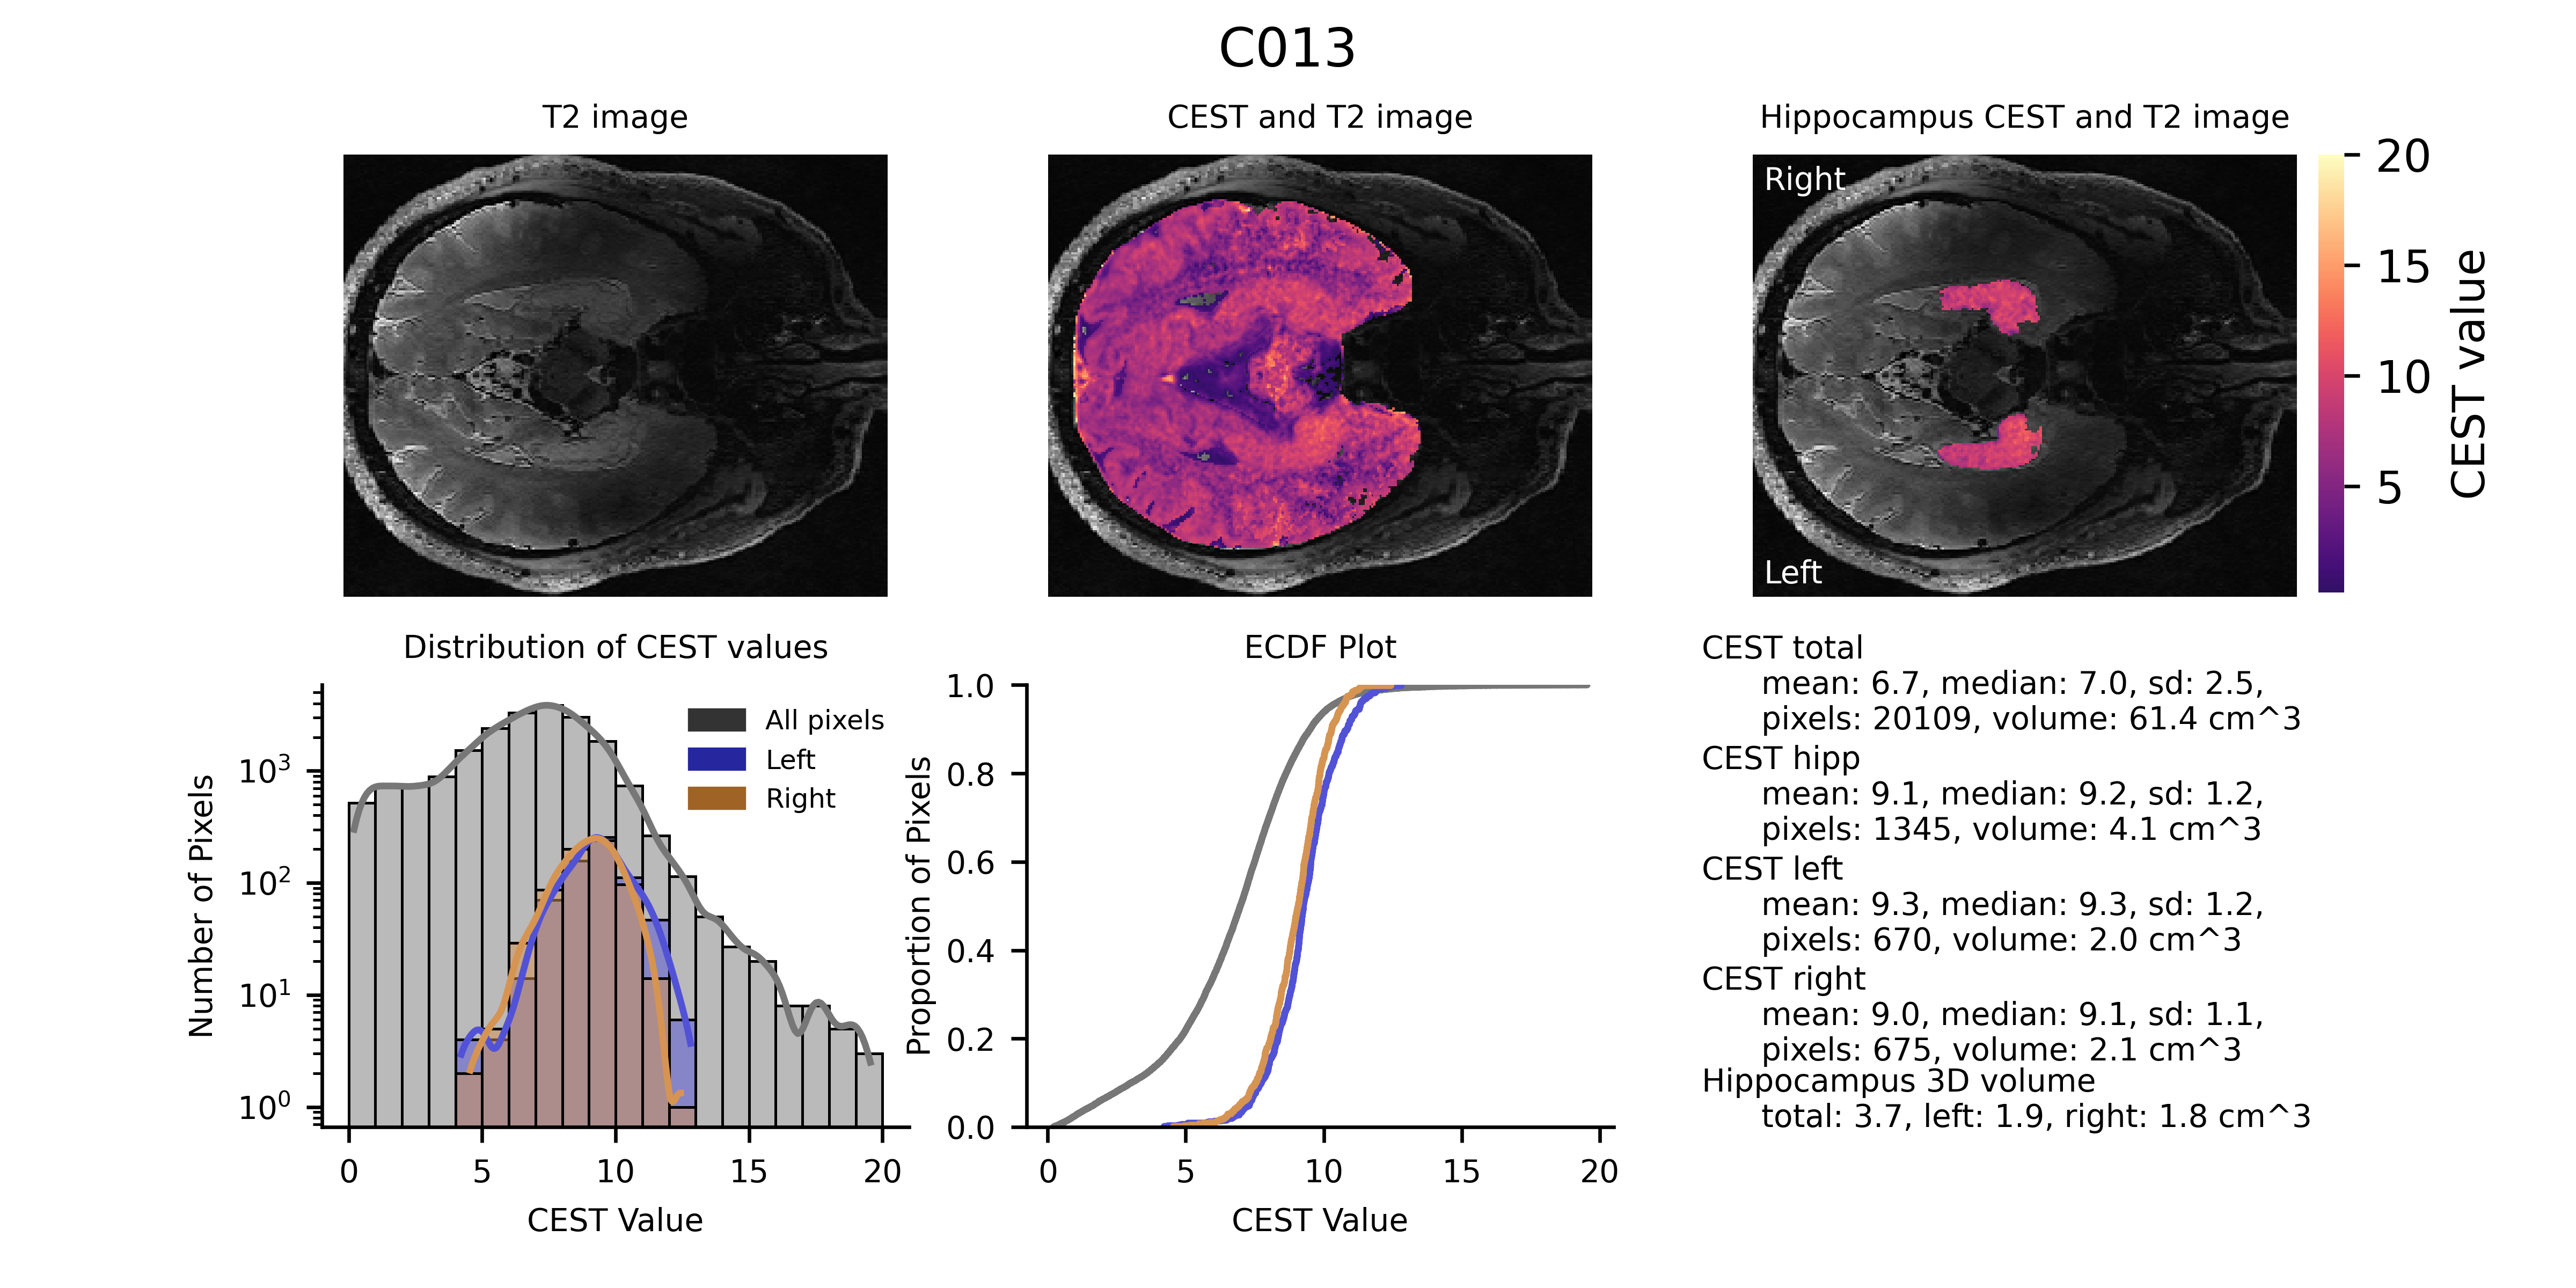 C013
T2 image
CEST and T2 image
Hippocampus CEST and T2 image
Right
Left
20
15
10
5
CEST value
Distribution of CEST values
Number of Pixels
10^3
10^2
10^1
10^0
All pixels
Left
Right
0 5 10 15 20
CEST Value
ECDF Plot
Proportion of Pixels
1.0
0.8
0.6
0.4
0.2
0.0
0 5 10 15 20
CEST Value
CEST total
mean: 6.7, median: 7.0, sd: 2.5,
pixels: 20109, volume: 61.4 cm^3
CEST hipp
mean: 9.1, median: 9.2, sd: 1.2,
pixels: 1345, volume: 4.1 cm^3
CEST left
mean: 9.3, median: 9.3, sd: 1.2,
pixels: 670, volume: 2.0 cm^3
CEST right
mean: 9.0, median: 9.1, sd: 1.1,
pixels: 675, volume: 2.1 cm^3
Hippocampus 3D volume
total: 3.7, left: 1.9, right: 1.8 cm^3